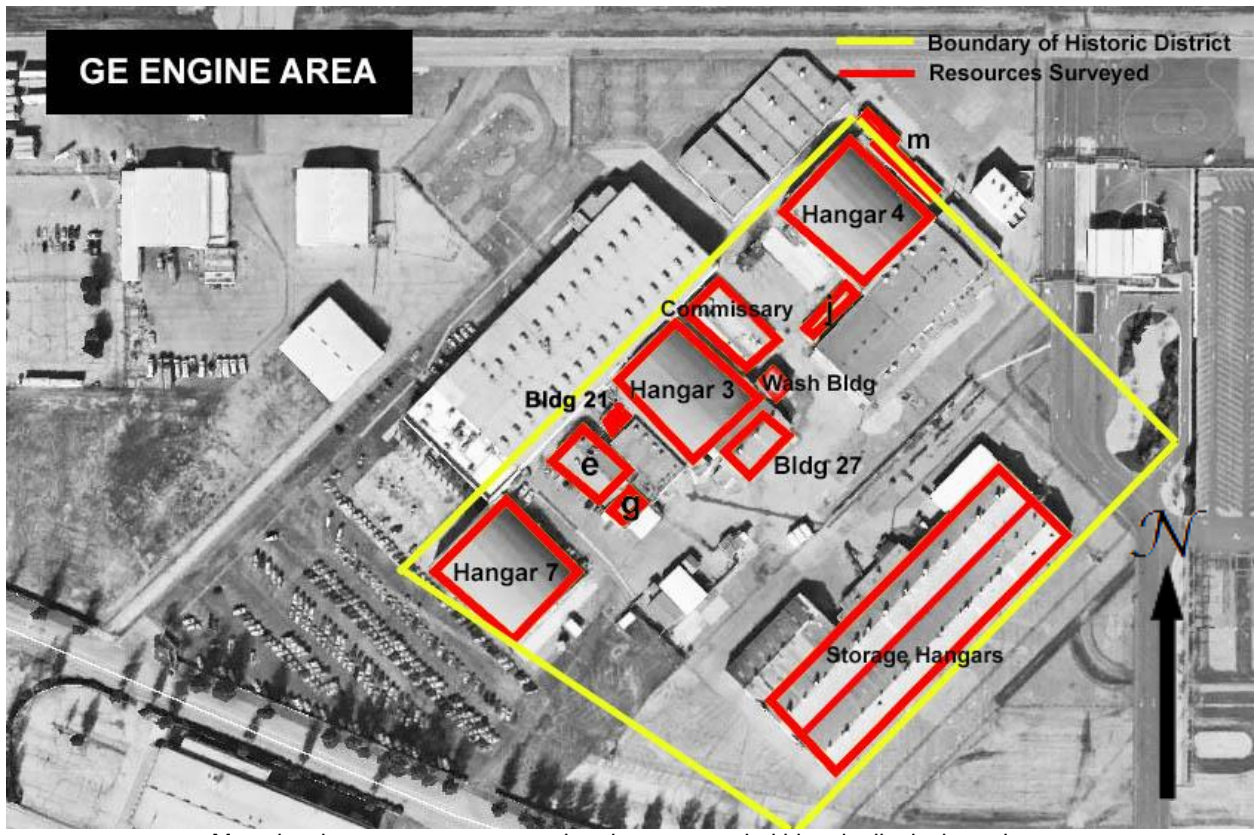 GE ENGINE AREA
Boundary of Historic District
Resources Surveyed
m
Hangar 4
Commissary
j
Wash Bldg
Hangar 3
Bldg 21
Bldg 27
e
g
Hangar 7
N
Storage Hangars